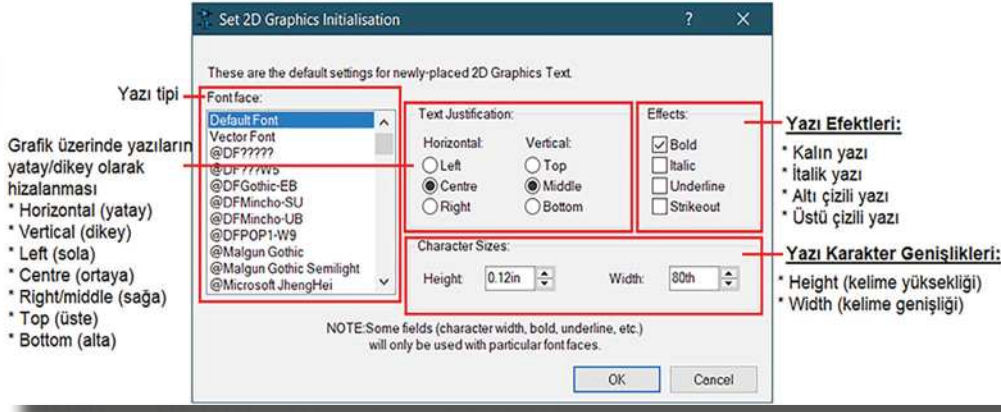 Set 2D Graphics Initialisation
These are the default settings for newly-placed 2D Graphics Text.
Yazı tipi
Font face:
Default Font
Vector Font
@DF?????
@DF???W5
@DFGothic-EB
@DFMincho-SU
@DFMincho-UB
@DFPOP1-W9
@Malgun Gothic
@Malgun Gothic Semilight
@Microsoft JhengHei
Grafik üzerinde yazıların
yatay/dikey olarak
hizalanması
* Horizontal (yatay)
* Vertical (dikey)
* Left (sola)
* Centre (ortaya)
* Right/middle (sağa)
* Top (üste)
* Bottom (alta)
Text Justification:
Horizontal: Vertical:
Left Top
Centre Middle
Right Bottom
Effects:
Bold
Italic
Underline
Strikeout
Yazı Efektleri:
* Kalın yazı
* İtalik yazı
* Altı çizili yazı
* Üstü çizili yazı
Character Sizes:
Height: 0.12in Width: 80th
Yazı Karakter Genişlikleri:
* Height (kelime yüksekliği)
* Width (kelime genişliği)
NOTE:Some fields (character width, bold, underline, etc.)
will only be used with particular font faces.
OK Cancel